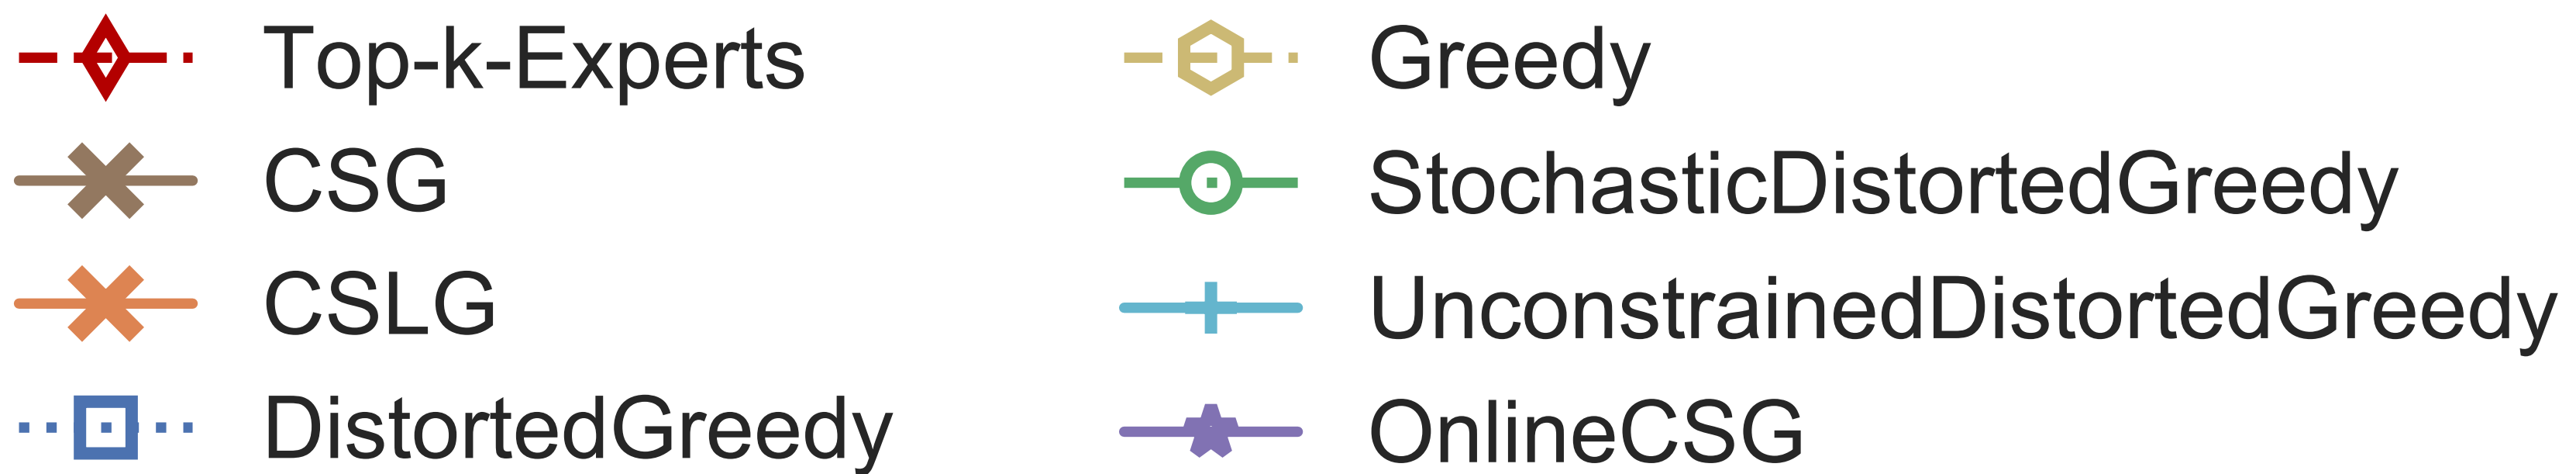 Top-k-Experts
CSG
CSLG
DistortedGreedy
Greedy
StochasticDistortedGreedy
UnconstrainedDistortedGreedy
OnlineCSG